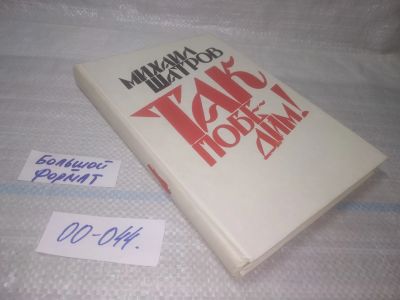 МИХАИЛ
ШАТРОВ
ТАК
ПОБЕ-
ДИМ!
БОЛЬШОЙ
ФОРМАТ
00-044.